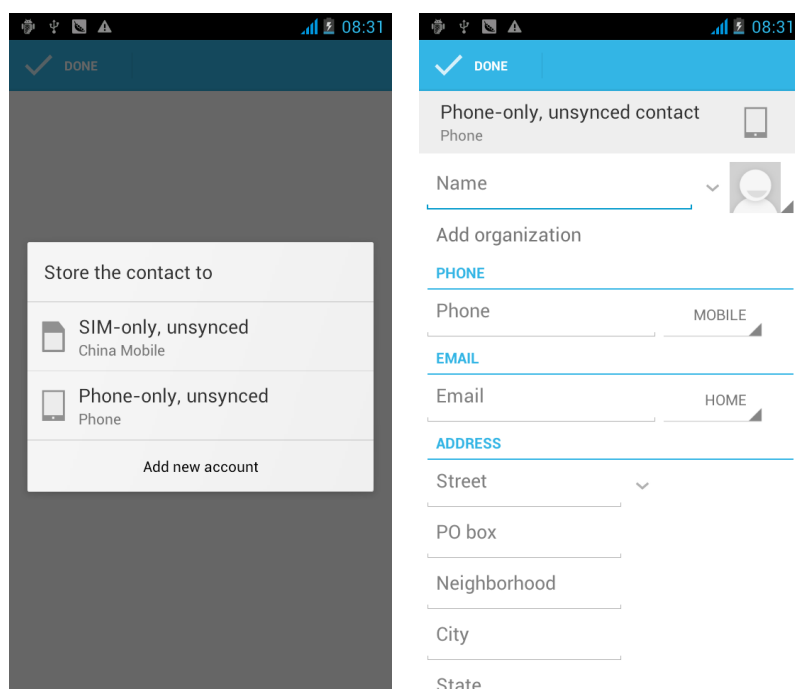 08:31
DONE
Store the contact to
SIM-only, unsynced
China Mobile
Phone-only, unsynced
Phone
Add new account
08:31
DONE
Phone-only, unsynced contact
Phone
Name
Add organization
PHONE
Phone MOBILE
EMAIL
Email HOME
ADDRESS
Street
PO box
Neighborhood
City
State